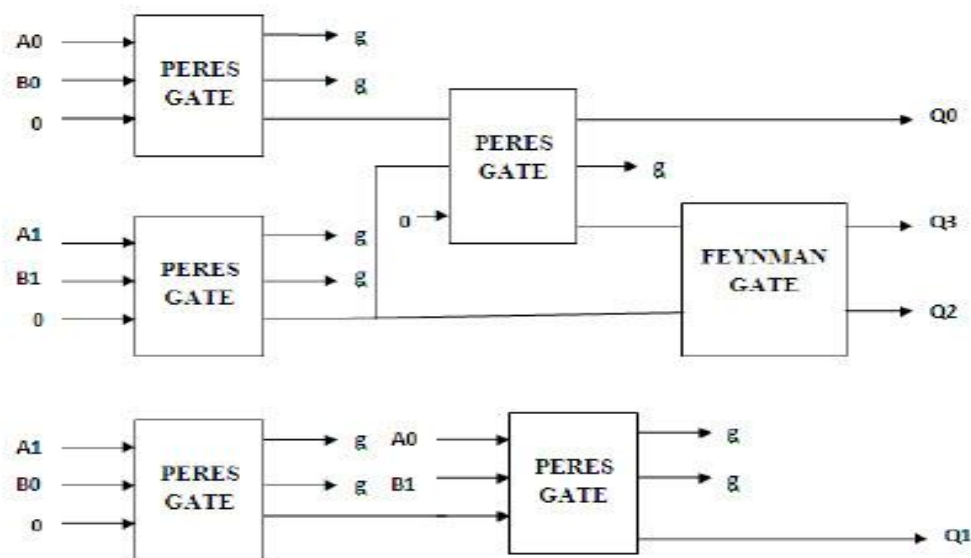 A0
B0
0
PERES
GATE
g
g
PERES
GATE
0
Q0
g
A1
B1
0
PERES
GATE
g
g
FEYNMAN
GATE
Q3
Q2
A1
B0
0
PERES
GATE
g
g
A0
B1
PERES
GATE
g
g
Q1